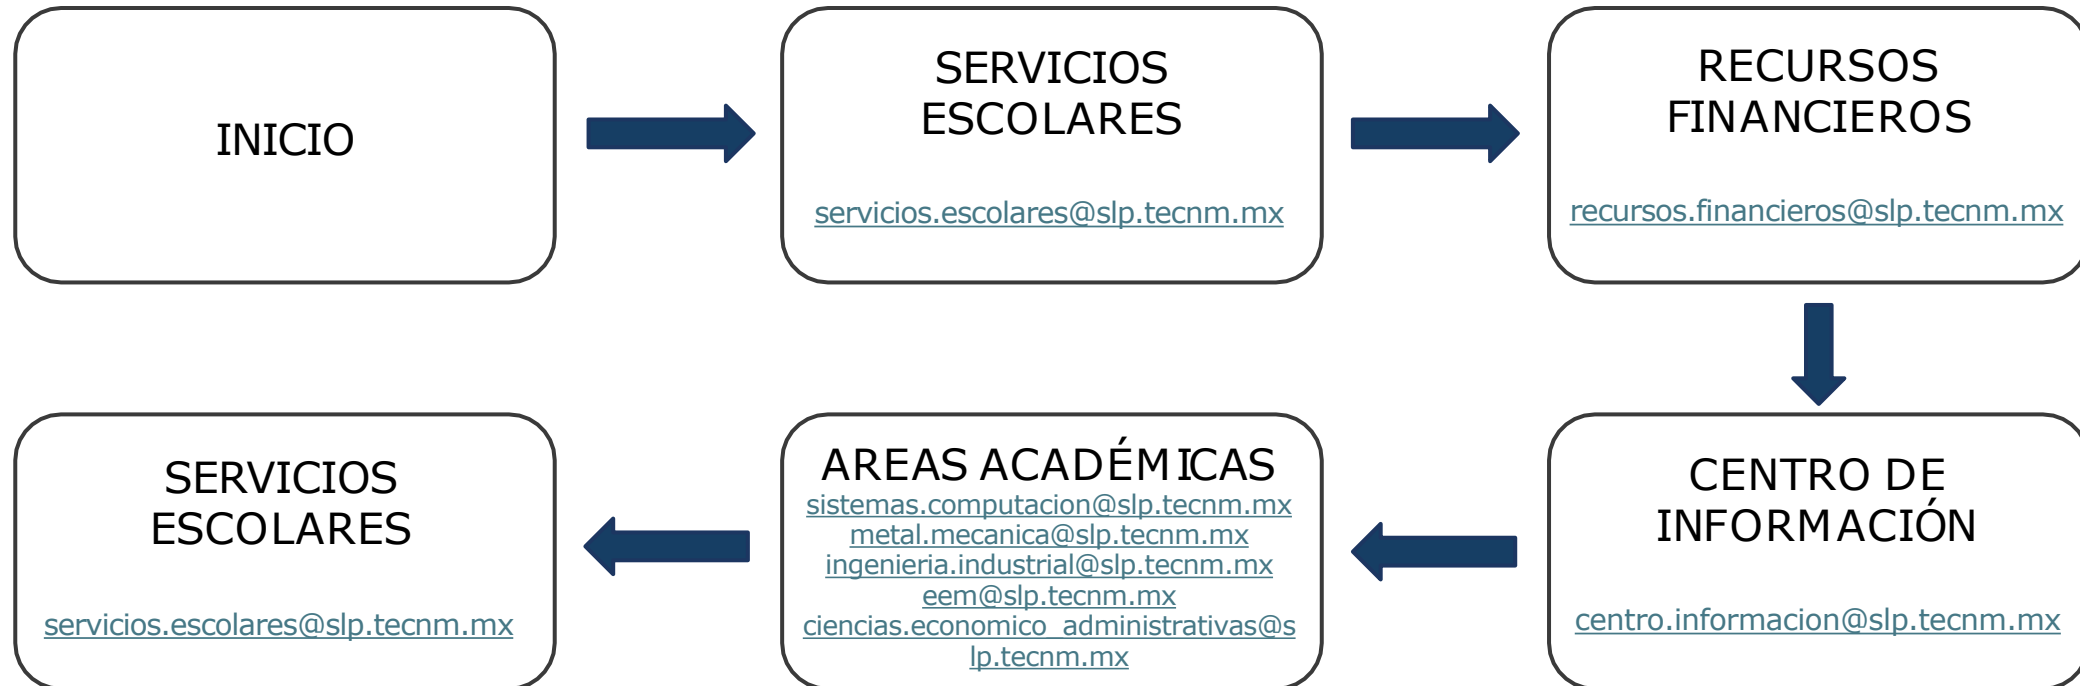 INICIO
SERVICIOS
ESCOLARES
servicios.escolares@slp.tecnm.mx
RECURSOS
FINANCIEROS
recursos.financieros@slp.tecnm.mx
CENTRO DE
INFORMACIÓN
centro.informacion@slp.tecnm.mx
AREAS ACADÉMICAS
sistemas.computacion@slp.tecnm.mx
metal.mecanica@slp.tecnm.mx
ingenieria.industrial@slp.tecnm.mx
eem@slp.tecnm.mx
ciencias.economico_administrativas@s
lp.tecnm.mx
SERVICIOS
ESCOLARES
servicios.escolares@slp.tecnm.mx